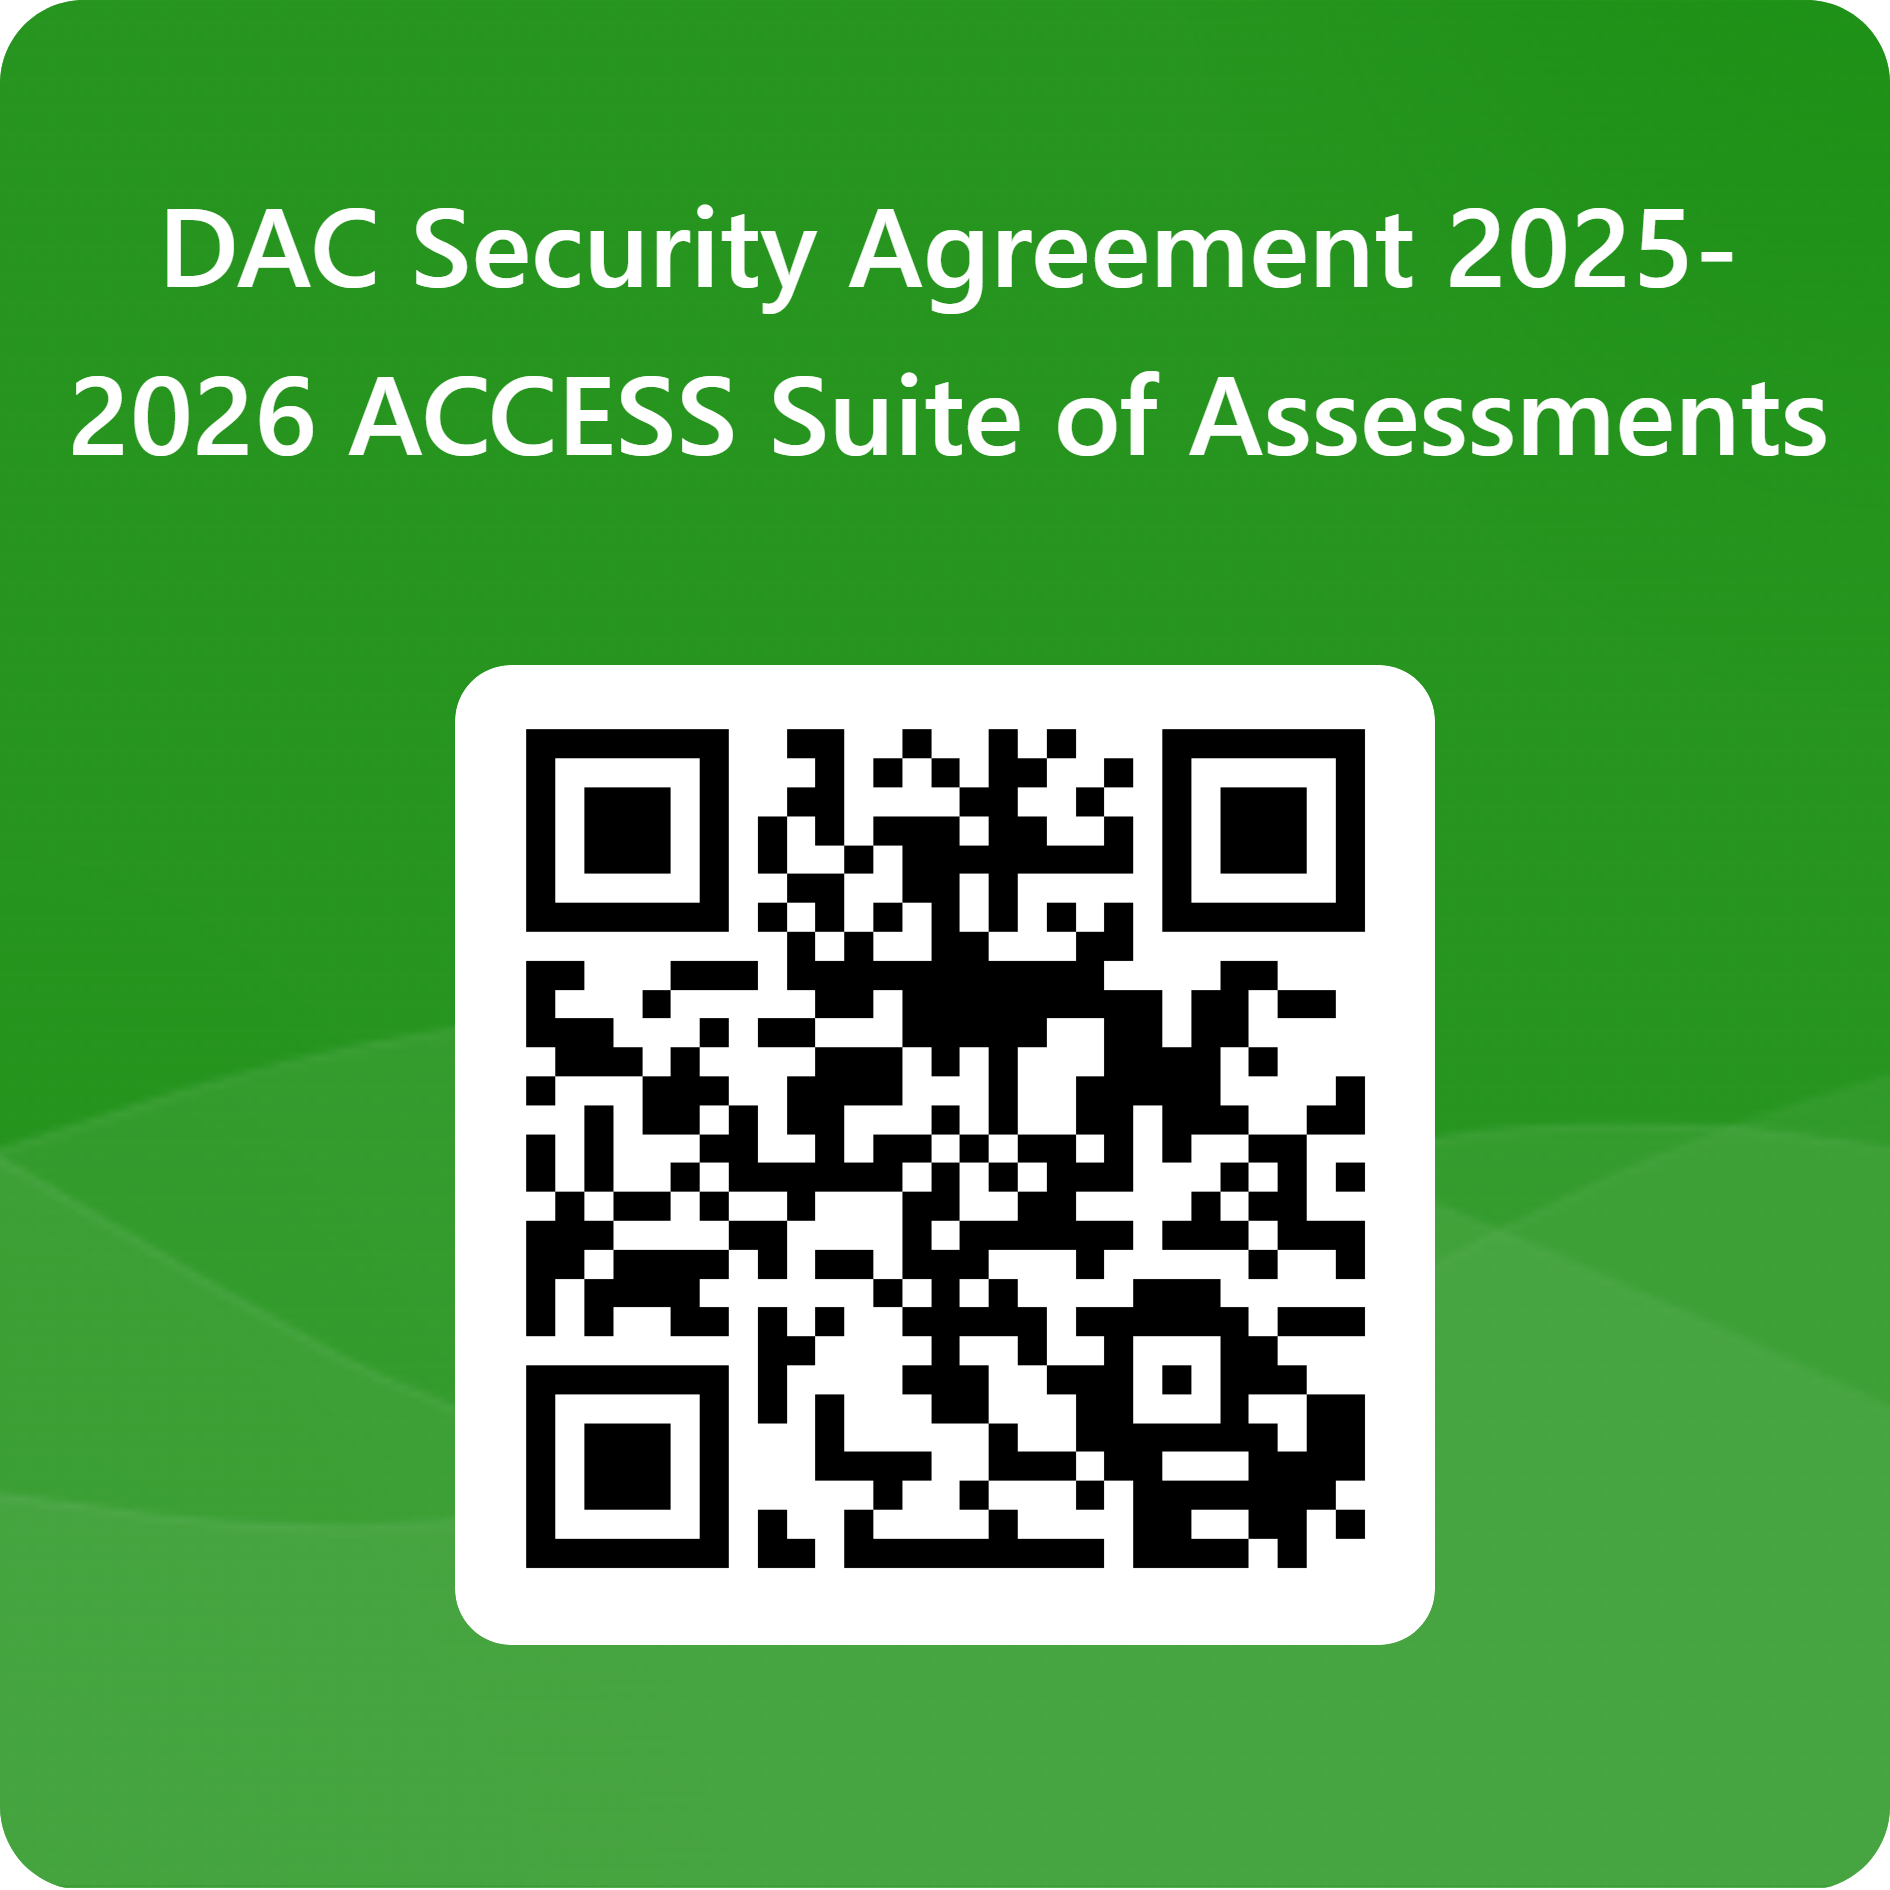 DAC Security Agreement 2025-
2026 ACCESS Suite of Assessments